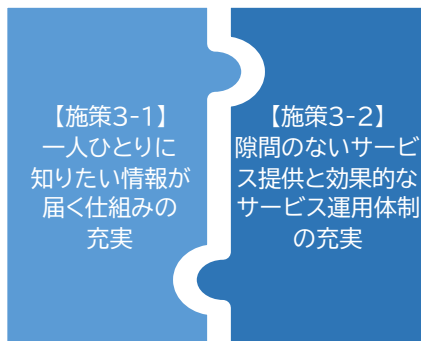 【施策3-1】
一人ひとりに
知りたい情報が
届く仕組みの
充実
【施策3-2】
隙間のないサービ
ス提供と効果的な
サービス運用体制
の充実